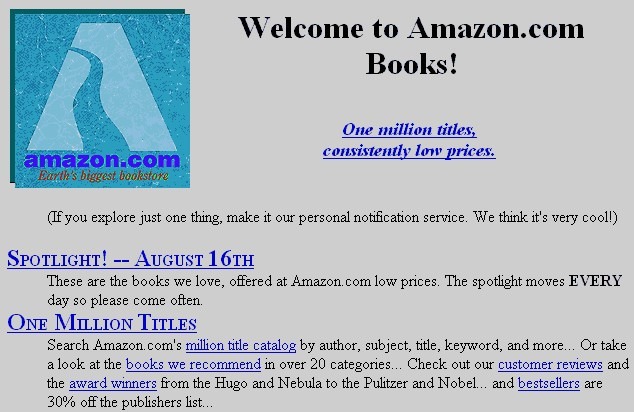 Welcome to Amazon.com
Books!
One million titles,
consistently low prices.
amazon.com
Earth's biggest bookstore
(If you explore just one thing, make it our personal notification service. We think it's very cool!)
SPOTLIGHT! -- AUGUST 16TH
These are the books we love, offered at Amazon.com low prices. The spotlight moves EVERY
day so please come often.
ONE MILLION TITLES
Search Amazon.com's million title catalog by author, subject, title, keyword, and more... Or take
a look at the books we recommend in over 20 categories... Check out our customer reviews and
the award winners from the Hugo and Nebula to the Pulitzer and Nobel... and bestsellers are
30% off the publishers list...